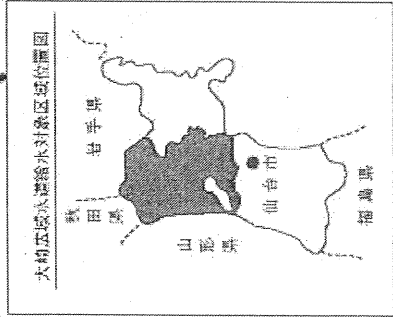 大崎広域水道給水対象区域位置図
岩手県
秋田県
山形県
仙台市
福島県